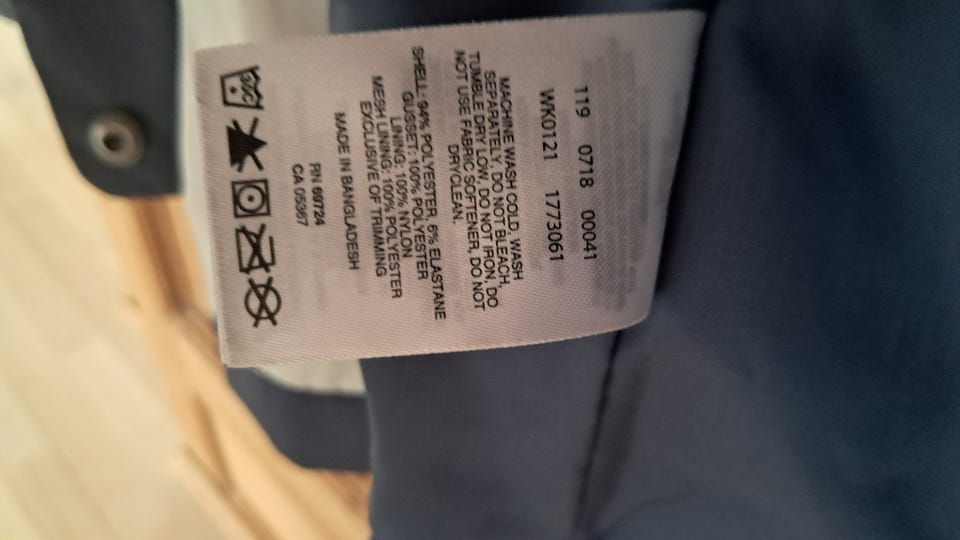 119 0718 00041
WK0121 1773061
MACHINE WASH COLD, WASH
SEPARATELY, DO NOT BLEACH,
TUMBLE DRY LOW, DO NOT IRON, DO
NOT USE FABRIC SOFTENER, DO NOT
DRYCLEAN.
SHELL: 94% POLYESTER, 6% ELASTANE
GUSSET: 100% POLYESTER
LINING: 100% NYLON
MESH LINING: 100% POLYESTER
EXCLUSIVE OF TRIMMING
MADE IN BANGLADESH
RN 69724
CA 05367